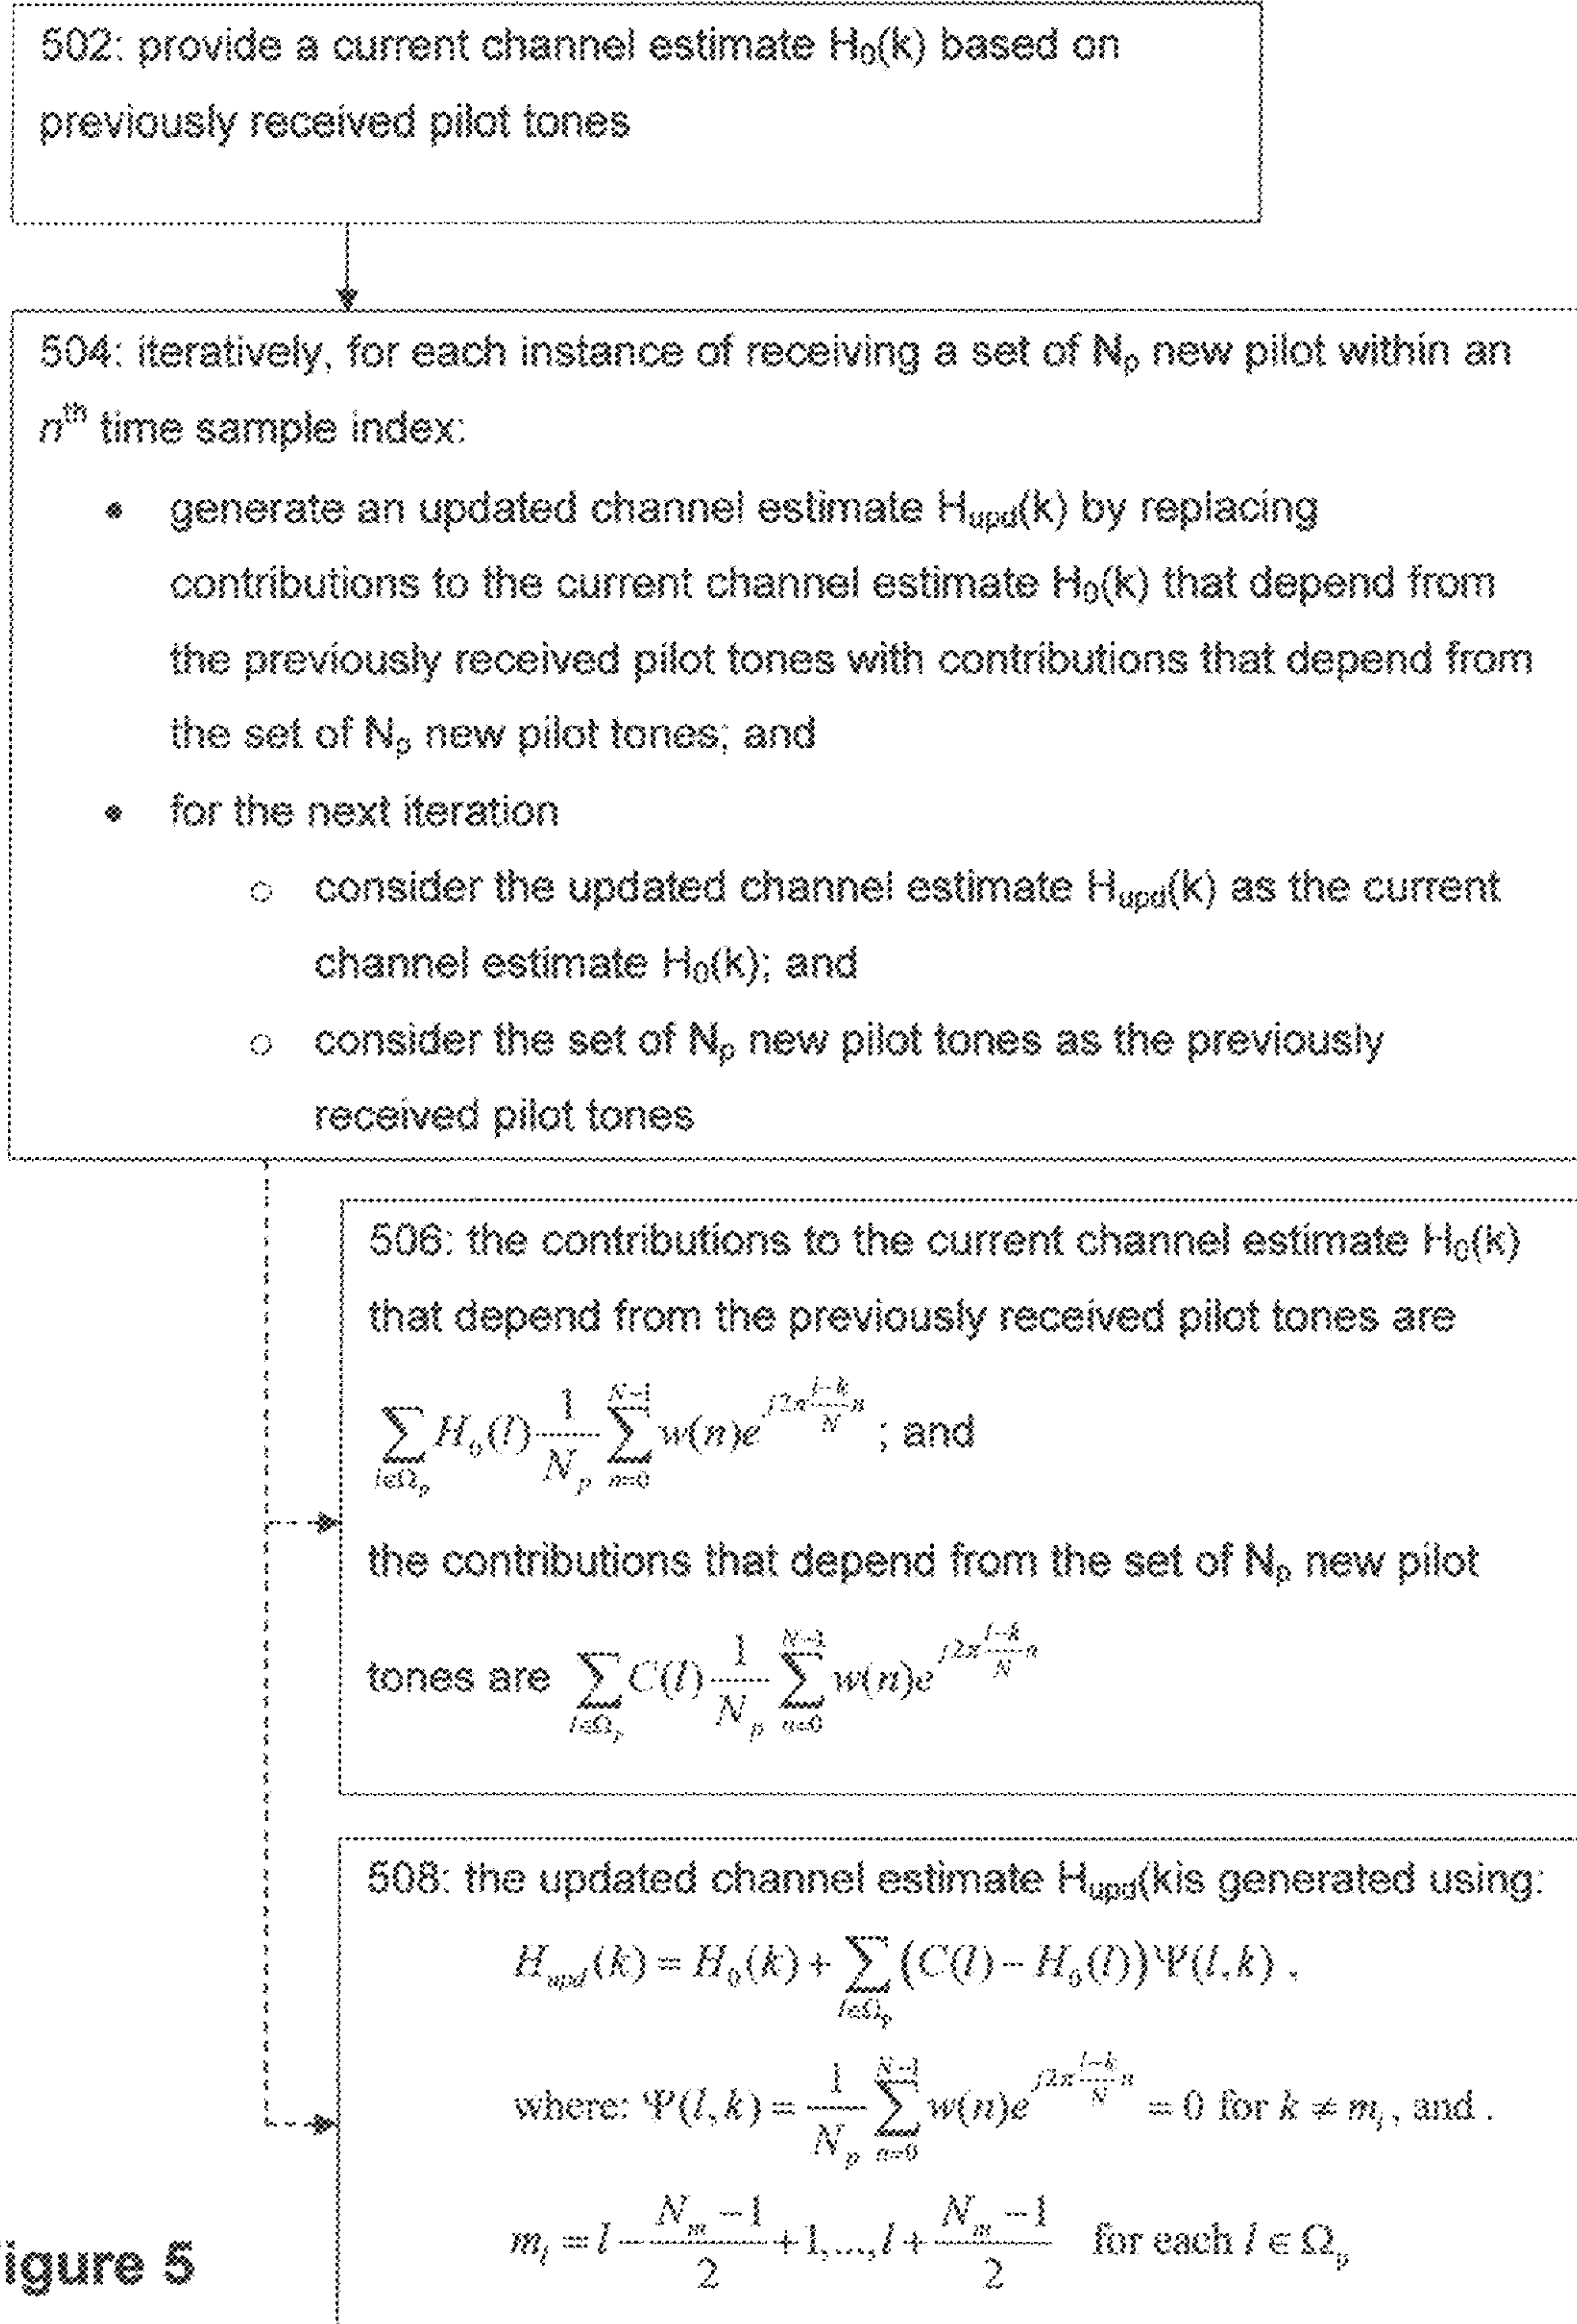 502: provide a current channel estimate H₀(k) based on
previously received pilot tones
504: iteratively, for each instance of receiving a set of Nₚ new pilot within an
nᵗʰ time sample index:
• generate an updated channel estimate H_upd(k) by replacing
contributions to the current channel estimate H₀(k) that depend from
the previously received pilot tones with contributions that depend from
the set of Nₚ new pilot tones; and
• for the next iteration
○ consider the updated channel estimate H_upd(k) as the current
channel estimate H₀(k); and
○ consider the set of Nₚ new pilot tones as the previously
received pilot tones
506: the contributions to the current channel estimate H₀(k)
that depend from the previously received pilot tones are
∑_{l∈Ωₚ} H₀(l) 1/Nₚ ∑_{n=0}^{N-1} w(n)e^{j2π (l-k)/N n} ; and
the contributions that depend from the set of Nₚ new pilot
tones are ∑_{l∈Ωₚ} C(l) 1/Nₚ ∑_{n=0}^{N-1} w(n)e^{j2π (l-k)/N n}
508: the updated channel estimate H_upd(kis generated using:
H_upd(k) = H₀(k) + ∑_{l∈Ωₚ} (C(l) − H₀(l))Ψ(l,k) ,
where: Ψ(l,k) = 1/Nₚ ∑_{n=0}^{N-1} w(n)e^{j2π (l-k)/N n} = 0 for k ≠ m_l, and .
m_l = l − (N_m −1)/2 + 1,..., l + (N_m −1)/2 for each l ∈ Ωₚ
igure 5